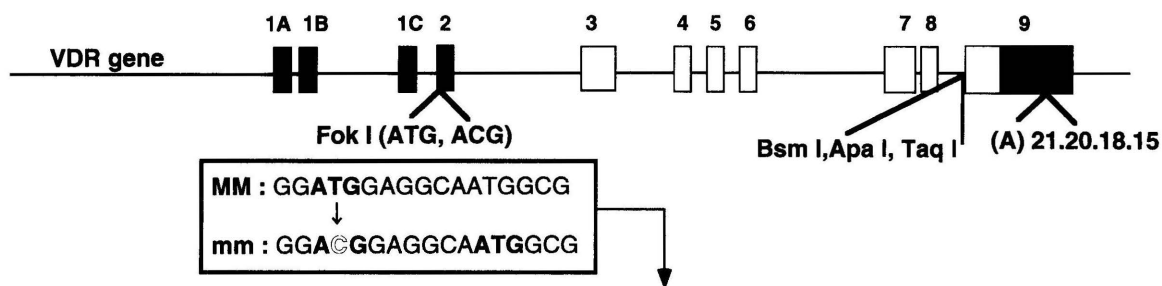 1A 1B 1C 2 3 4 5 6 7 8 9
VDR gene
Fok I (ATG, ACG)
Bsm I,Apa I, Taq I
(A) 21.20.18.15
MM : GGATGGAGGCAATGGCG
mm : GGACGGAGGCAATGGCG